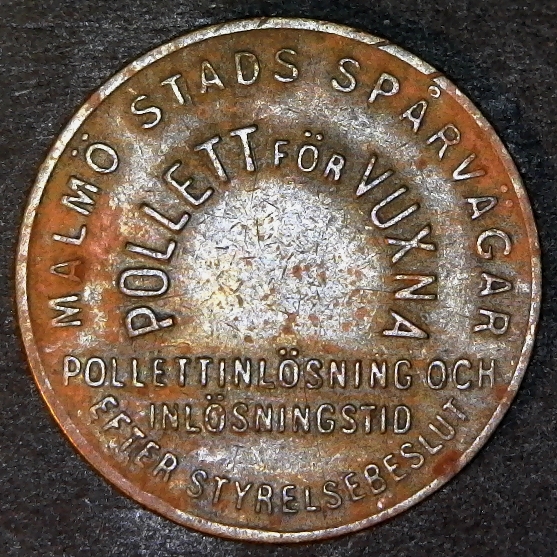 MALMÖ STADS SPÅRVÄGAR
POLLETT FÖR VUXNA
POLLETTINLÖSNING OCH
INLÖSNINGSTID
EFTER STYRELSEBESLUT